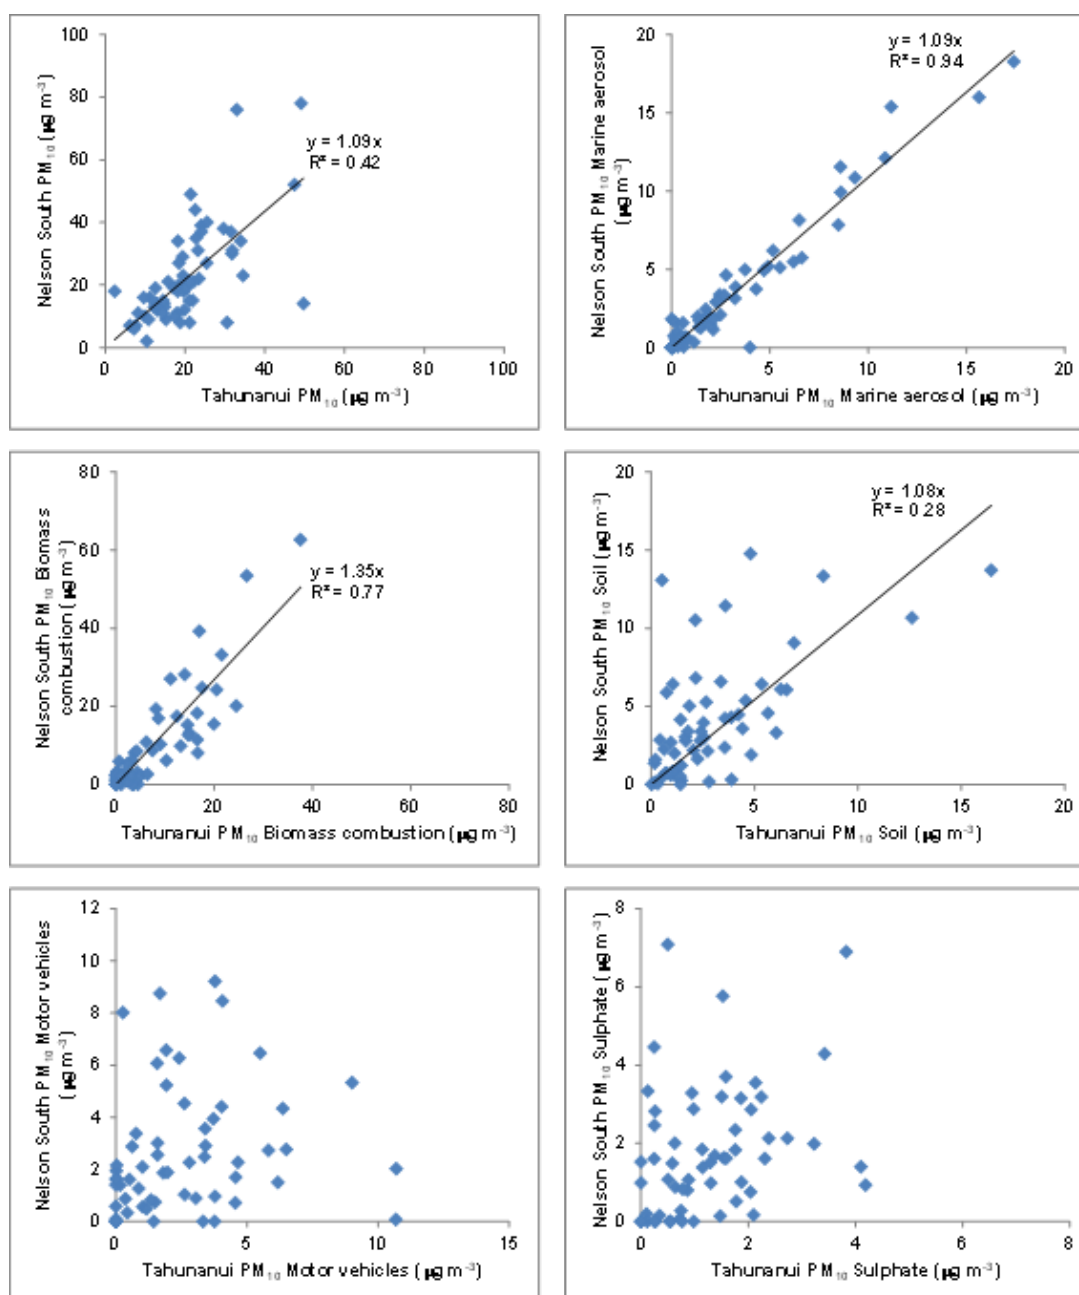 100
80
60
40
20
0
Nelson South PM₁₀ (µg m⁻³)
y = 1.09x
R² = 0.42
0 20 40 60 80 100
Tahunanui PM₁₀ (µg m⁻³)
20
15
10
5
0
Nelson South PM₁₀ Marine aerosol
(µg m⁻³)
y = 1.09x
R² = 0.94
0 5 10 15 20
Tahunanui PM₁₀ Marine aerosol (µg m⁻³)
80
60
40
20
0
Nelson South PM₁₀ Biomass
combustion (µg m⁻³)
y = 1.35x
R² = 0.77
0 20 40 60 80
Tahunanui PM₁₀ Biomass combustion (µg m⁻³)
20
15
10
5
0
Nelson South PM₁₀ Soil (µg m⁻³)
y = 1.08x
R² = 0.28
0 5 10 15 20
Tahunanui PM₁₀ Soil (µg m⁻³)
12
10
8
6
4
2
0
Nelson South PM₁₀ Motor vehicles
(µg m⁻³)
0 5 10 15
Tahunanui PM₁₀ Motor vehicles (µg m⁻³)
8
6
4
2
0
Nelson South PM₁₀ Sulphate (µg m⁻³)
0 2 4 6 8
Tahunanui PM₁₀ Sulphate (µg m⁻³)